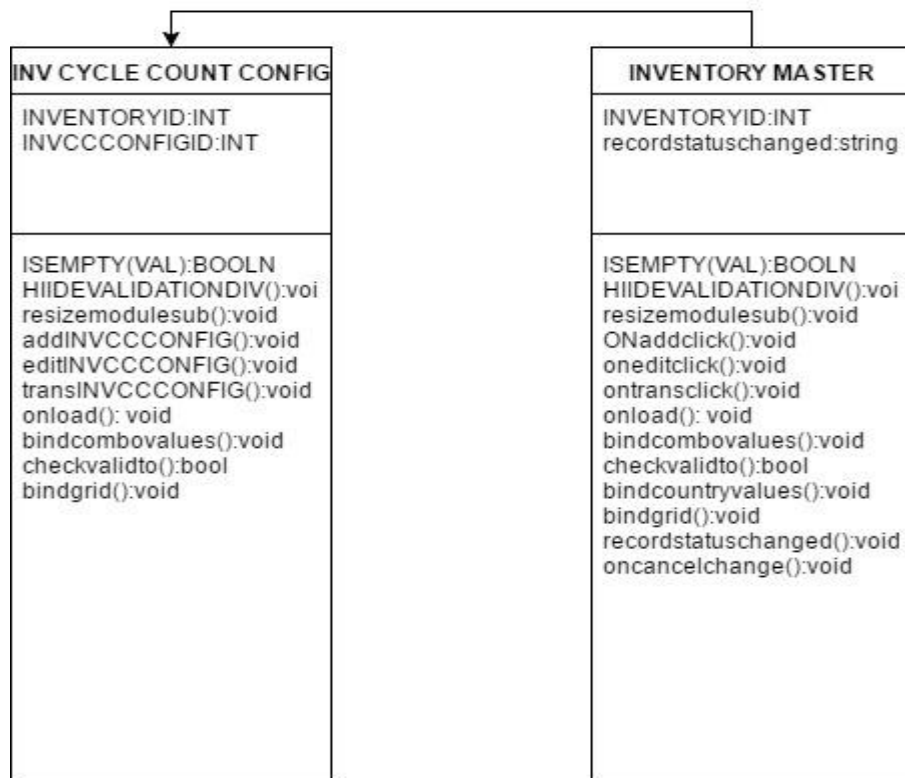 INV CYCLE COUNT CONFIG
INVENTORYID:INT
INVCCCONFIGID:INT
ISEMPTY(VAL):BOOLN
HIIDEVALIDATIONDIV():voi
resizemodulesub():void
addINVCCCONFIG():void
editINVCCCONFIG():void
transINVCCCONFIG():void
onload(): void
bindcombovalues():void
checkvalidto():bool
bindgrid():void
INVENTORY MASTER
INVENTORYID:INT
recordstatuschanged:string
ISEMPTY(VAL):BOOLN
HIIDEVALIDATIONDIV():voi
resizemodulesub():void
ONaddclick():void
oneditclick():void
ontransclick():void
onload(): void
bindcombovalues():void
checkvalidto():bool
bindcountryvalues():void
bindgrid():void
recordstatuschanged():void
oncancelchange():void